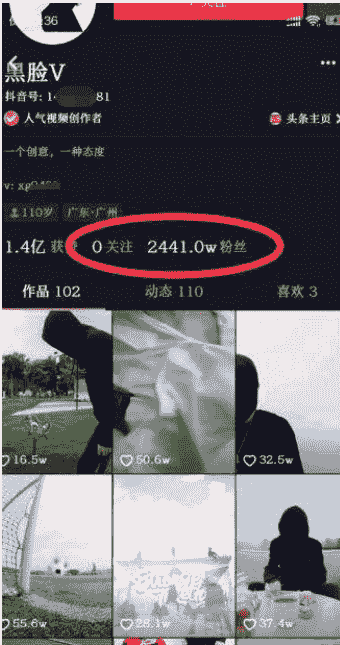 36
黑脸V
抖音号: 1 81
人气视频创作者
头条主页
一个创意，一种态度
v: xp
110岁 广东·广州
1.4亿 获 0 关注 2441.0w 粉丝
作品 102 动态 110 喜欢 3
16.5w 50.6w 32.5w
55.6w 28.1w 37.4w